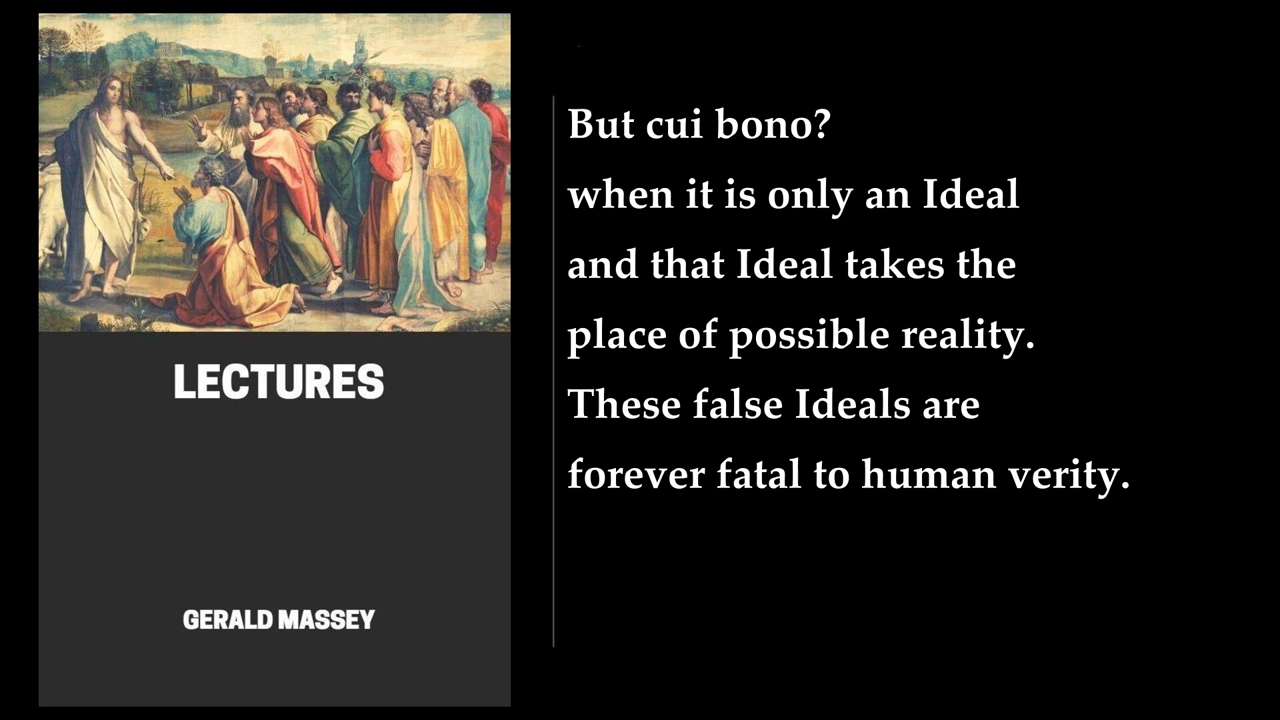 LECTURES
GERALD MASSEY
But cui bono?
when it is only an Ideal
and that Ideal takes the
place of possible reality.
These false Ideals are
forever fatal to human verity.